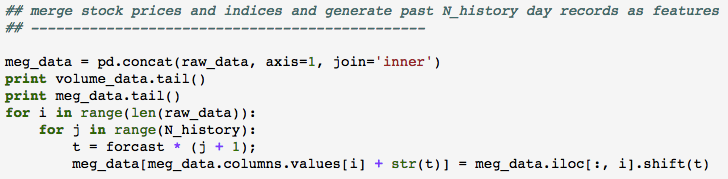 ## merge stock prices and indices and generate past N_history day records as features
## -----------------------------------------------
meg_data = pd.concat(raw_data, axis=1, join='inner')
print volume_data.tail()
print meg_data.tail()
for i in range(len(raw_data)):
    for j in range(N_history):
        t = forcast * (j + 1);
        meg_data[meg_data.columns.values[i] + str(t)] = meg_data.iloc[:, i].shift(t)